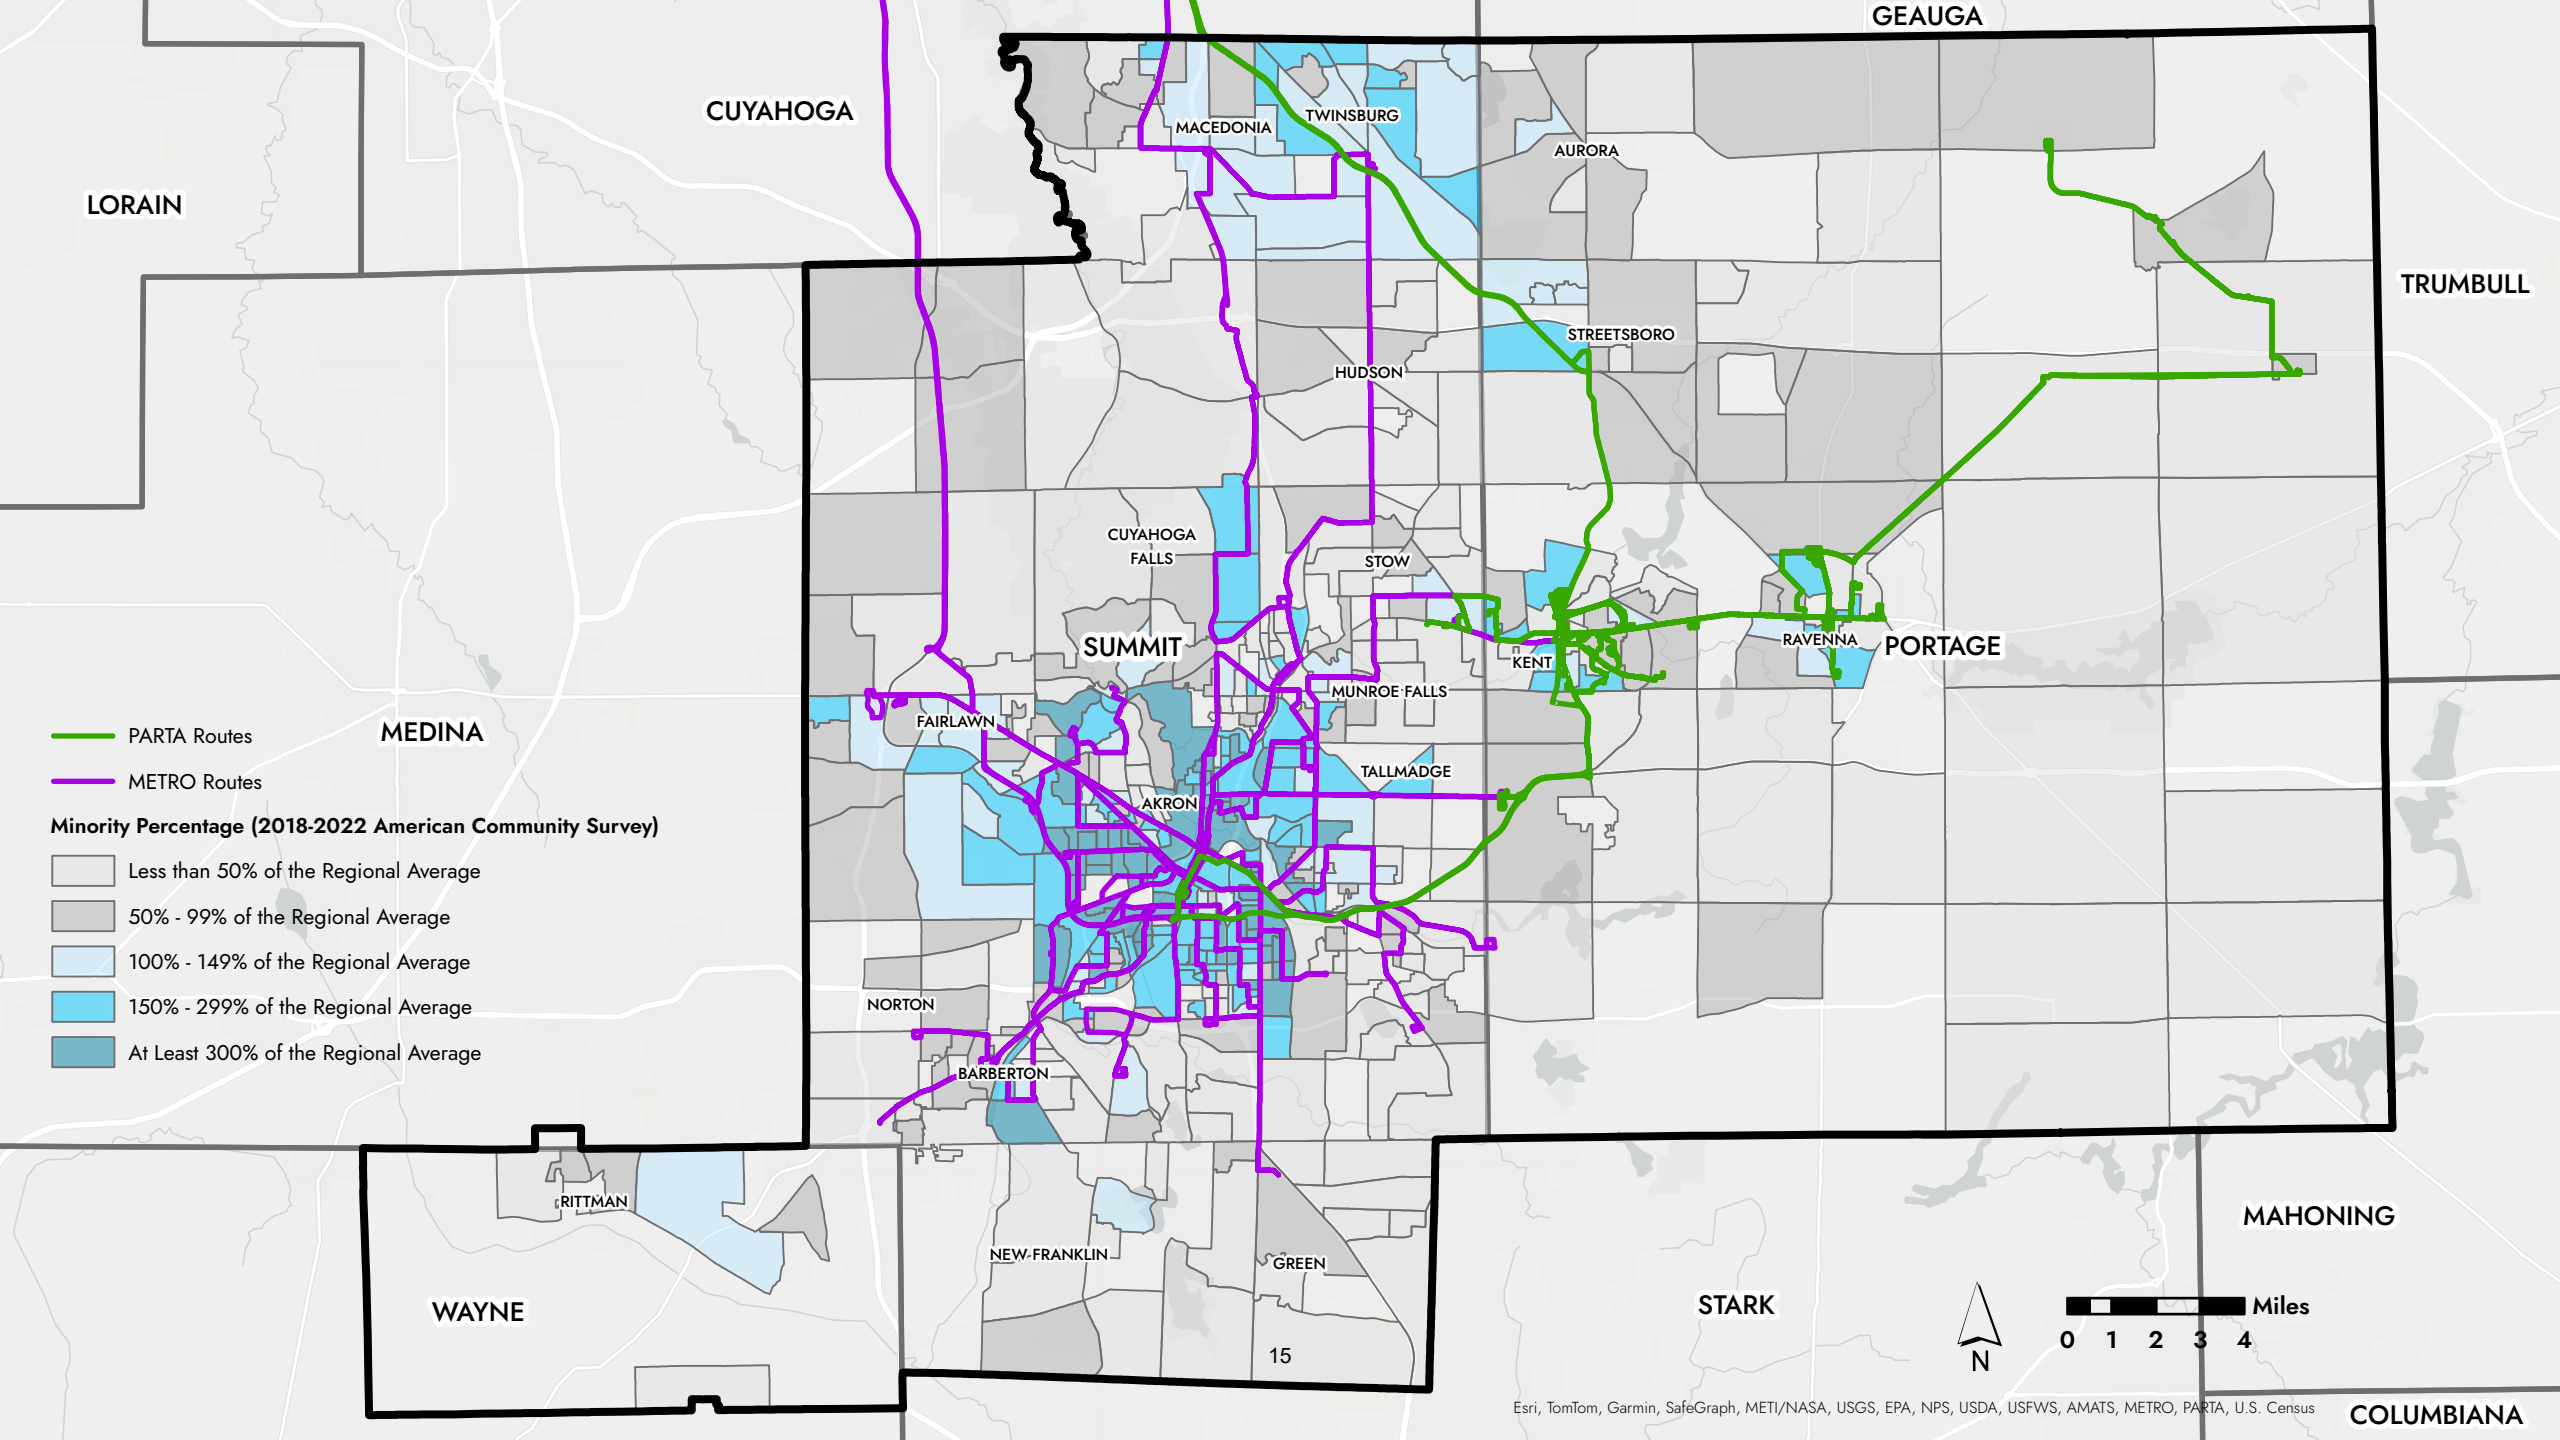 GEAUGA
CUYAHOGA
TWINSBURG
MACEDONIA
AURORA
LORAIN
TRUMBULL
STREETSBORO
HUDSON
CUYAHOGA
FALLS
STOW
SUMMIT
RAVENNA
PORTAGE
KENT
MUNROE FALLS
FAIRLAWN
MEDINA
TALLMADGE
AKRON
NORTON
BARBERTON
PARTA Routes
METRO Routes
Minority Percentage (2018-2022 American Community Survey)
Less than 50% of the Regional Average
50% - 99% of the Regional Average
100% - 149% of the Regional Average
150% - 299% of the Regional Average
At Least 300% of the Regional Average
RITTMAN
MAHONING
NEW FRANKLIN
GREEN
WAYNE
STARK
Miles
0 1 2 3 4
N
15
Esri, TomTom, Garmin, SafeGraph, METI/NASA, USGS, EPA, NPS, USDA, USFWS, AMATS, METRO, PARTA, U.S. Census
COLUMBIANA